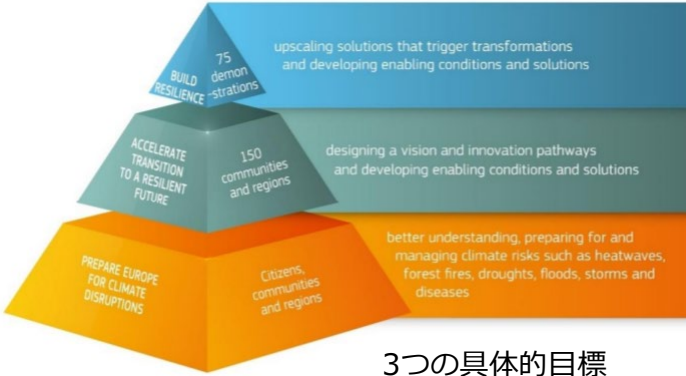 BUILD
RESILIENCE
75
demon
-strations
upscaling solutions that trigger transformations
and developing enabling conditions and solutions
ACCELERATE
TRANSITION
TO A RESILIENT
FUTURE
150
communities
and regions
designing a vision and innovation pathways
and developing enabling conditions and solutions
PREPARE EUROPE
FOR CLIMATE
DISRUPTIONS
Citizens,
communities
and regions
better understanding, preparing for and
managing climate risks such as heatwaves,
forest fires, droughts, floods, storms and
diseases
3つの具体的目標